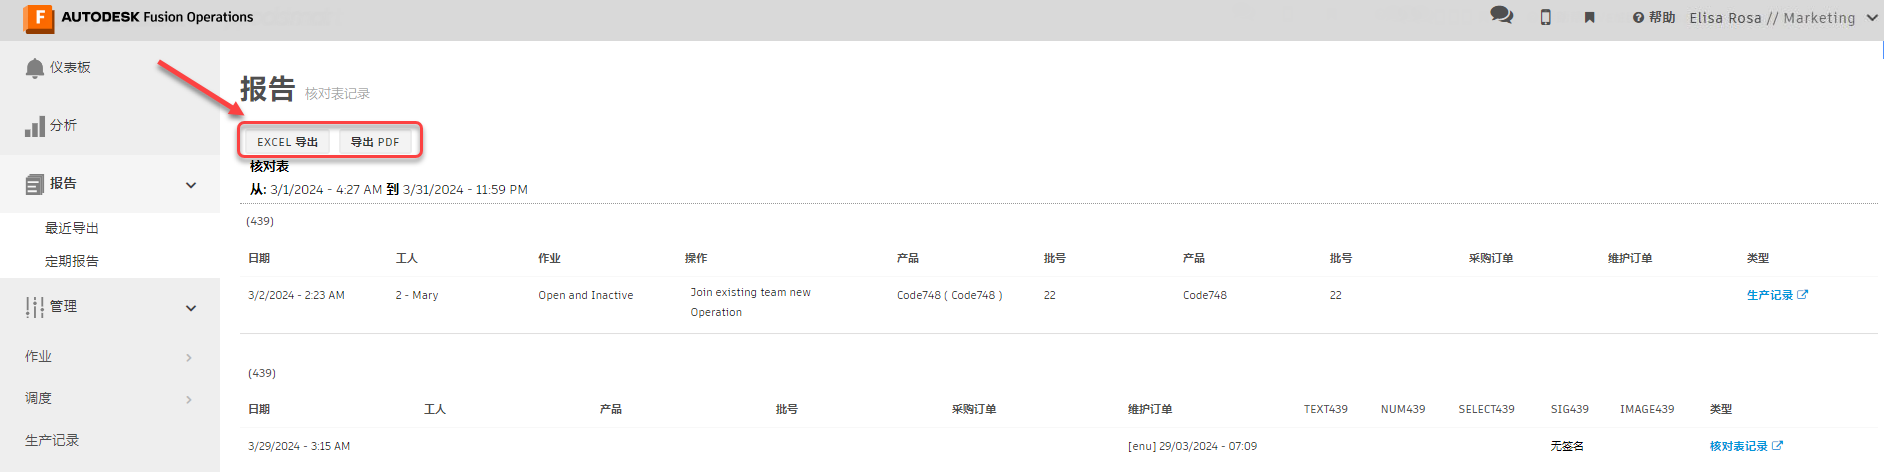 AUTODESK Fusion Operations
帮助 Elisa Rosa // Marketing
仪表板
分析
报告
最近导出
定期报告
管理
作业
调度
生产记录
报告 核对表记录
EXCEL 导出 导出 PDF
核对表
从: 3/1/2024 - 4:27 AM 到 3/31/2024 - 11:59 PM
(439)
日期 工人 作业 操作 产品 批号 产品 批号 采购订单 维护订单 类型
3/2/2024 - 2:23 AM 2 - Mary Open and Inactive Join existing team new Code748 ( Code748 ) 22 Code748 22 生产记录
Operation
(439)
日期 工人 产品 批号 采购订单 维护订单 TEXT439 NUM439 SELECT439 SIG439 IMAGE439 类型
3/29/2024 - 3:15 AM [enu] 29/03/2024 - 07:09 无签名 核对表记录